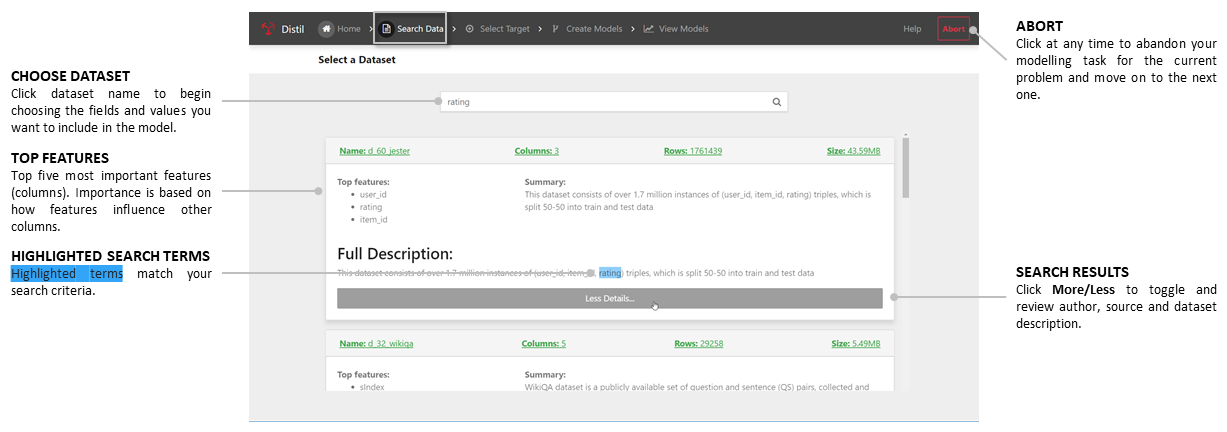 Distil
Home
Search Data
Select Target
Create Models
View Models
Help
Abort
Select a Dataset
CHOOSE DATASET
Click dataset name to begin
choosing the fields and values you
want to include in the model.
TOP FEATURES
Top five most important features
(columns). Importance is based on
how features influence other
columns.
HIGHLIGHTED SEARCH TERMS
Highlighted terms match your
search criteria.
rating
Name: d_60_jester Columns: 3 Rows: 1761439 Size: 43.59MB
Top features:
user_id
rating
item_id
Summary:
This dataset consists of over 1.7 million instances of (user_id, item_id, rating) triples, which is
split 50-50 into train and test data
Full Description:
This dataset consists of over 1.7 million instances of (user_id, item_id, rating) triples, which is split 50-50 into train and test data
Less Details...
Name: d_32_wikiqa Columns: 5 Rows: 29258 Size: 5.49MB
Top features:
sIndex
Summary:
WikiQA dataset is a publicly available set of question and sentence (QS) pairs, collected and
ABORT
Click at any time to abandon your
modelling task for the current
problem and move on to the next
one.
SEARCH RESULTS
Click More/Less to toggle and
review author, source and dataset
description.